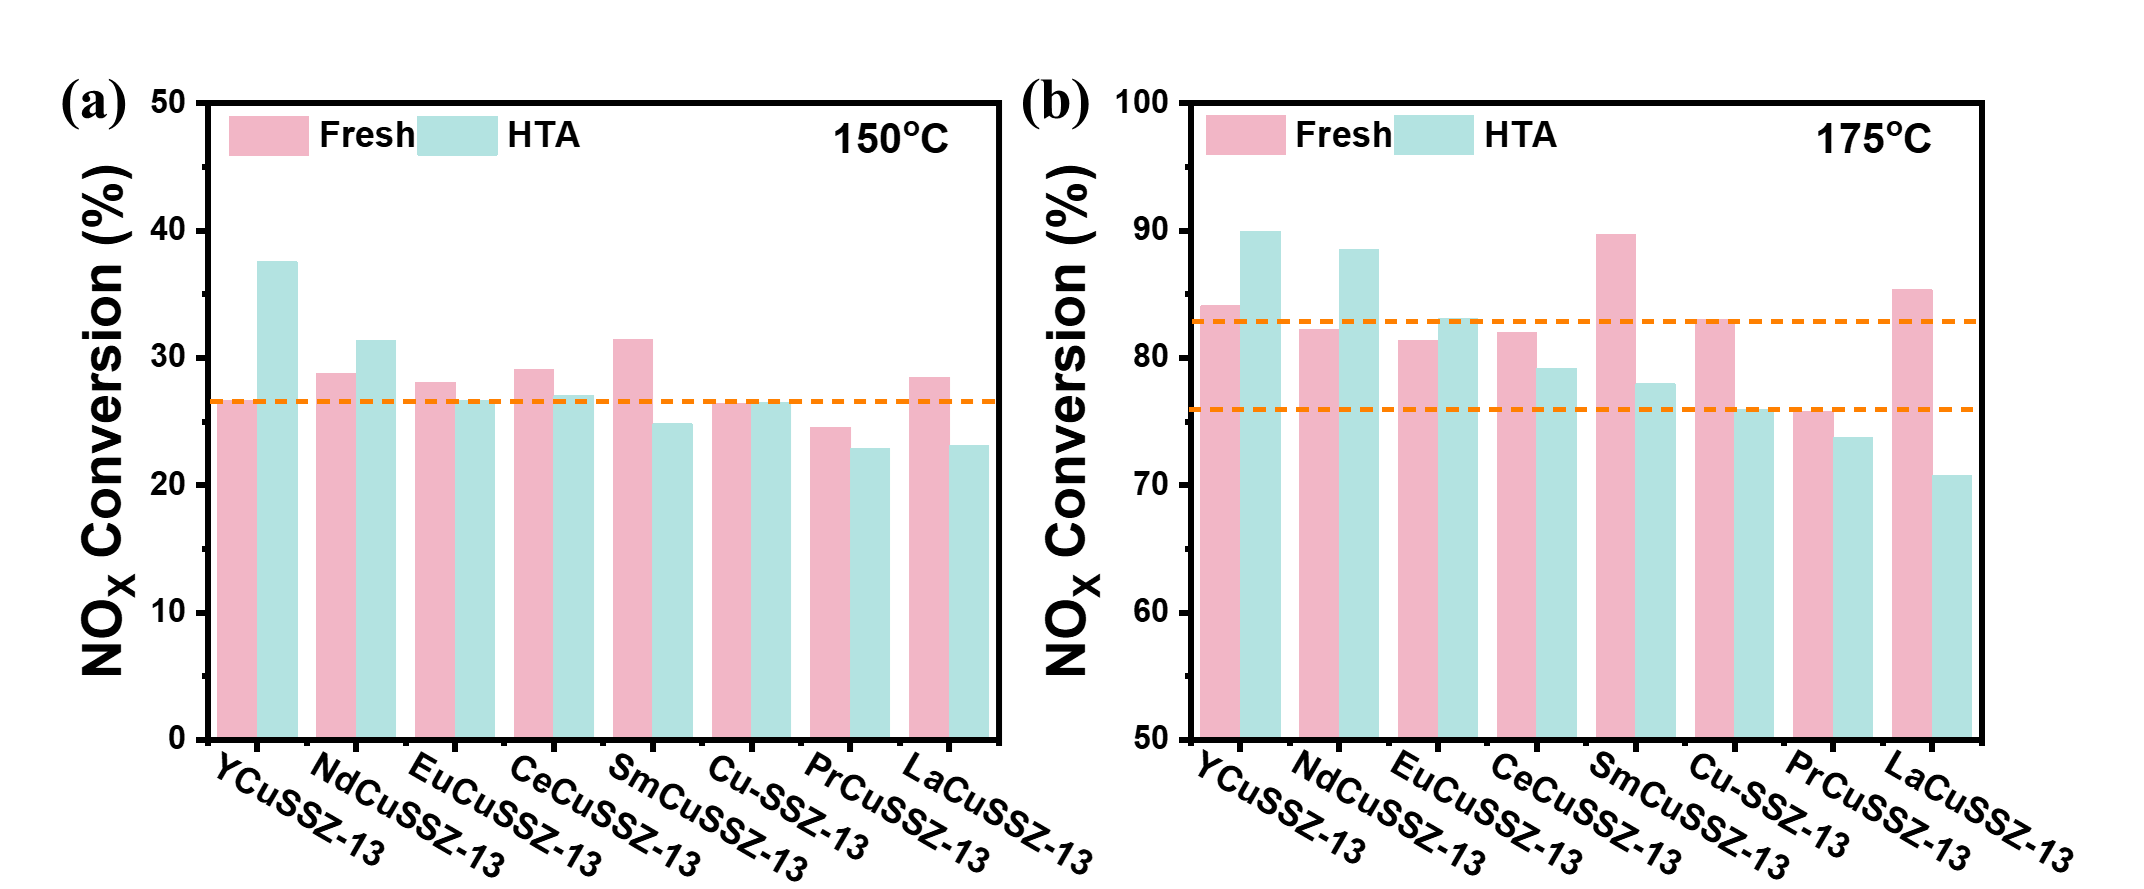 (a)
NOX Conversion (%)
50
40
30
20
10
0
Fresh
HTA
150oC
YCuSSZ-13
NdCuSSZ-13
EuCuSSZ-13
CeCuSSZ-13
SmCuSSZ-13
Cu-SSZ-13
PrCuSSZ-13
LaCuSSZ-13
(b)
NOX Conversion (%)
100
90
80
70
60
50
Fresh
HTA
175oC
YCuSSZ-13
NdCuSSZ-13
EuCuSSZ-13
CeCuSSZ-13
SmCuSSZ-13
Cu-SSZ-13
PrCuSSZ-13
LaCuSSZ-13